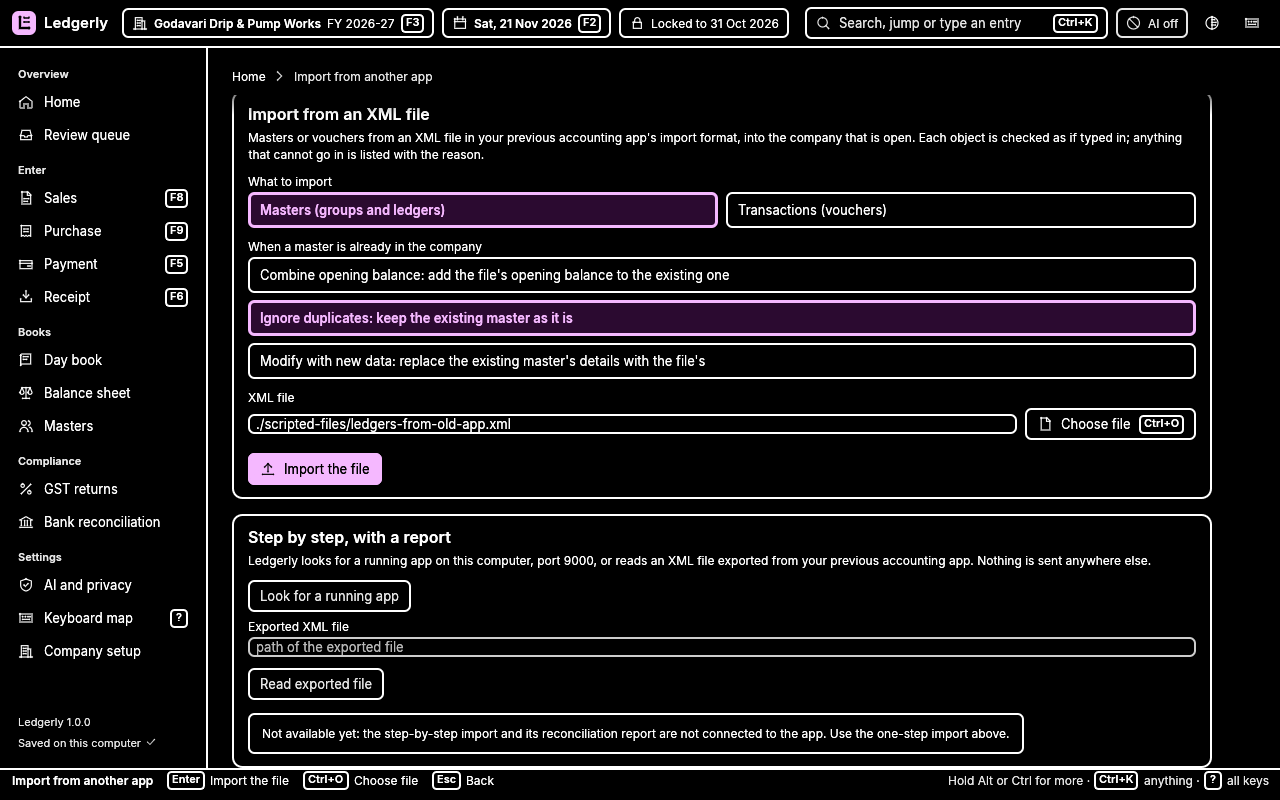 Ledgerly
Godavari Drip & Pump Works FY 2026-27 F3
Sat, 21 Nov 2026 F2
Locked to 31 Oct 2026
Search, jump or type an entry Ctrl+K
AI off
Overview
Home
Review queue
Enter
Sales F8
Purchase F9
Payment F5
Receipt F6
Books
Day book
Balance sheet
Masters
Compliance
GST returns
Bank reconciliation
Settings
AI and privacy
Keyboard map ?
Company setup
Ledgerly 1.0.0
Saved on this computer
Home > Import from another app
Import from an XML file
Masters or vouchers from an XML file in your previous accounting app's import format, into the company that is open. Each object is checked as if typed in; anything
that cannot go in is listed with the reason.
What to import
Masters (groups and ledgers)
Transactions (vouchers)
When a master is already in the company
Combine opening balance: add the file's opening balance to the existing one
Ignore duplicates: keep the existing master as it is
Modify with new data: replace the existing master's details with the file's
XML file
./scripted-files/ledgers-from-old-app.xml
Choose file Ctrl+O
Import the file
Step by step, with a report
Ledgerly looks for a running app on this computer, port 9000, or reads an XML file exported from your previous accounting app. Nothing is sent anywhere else.
Look for a running app
Exported XML file
path of the exported file
Read exported file
Not available yet: the step-by-step import and its reconciliation report are not connected to the app. Use the one-step import above.
Import from another app Enter Import the file Ctrl+O Choose file Esc Back
Hold Alt or Ctrl for more · Ctrl+K anything · ? all keys